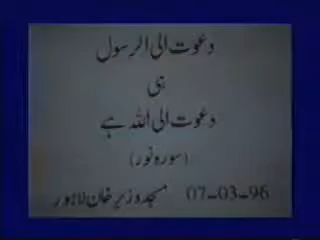 دعوت الی الرسول
ہی
دعوت الی اللہ ہے
(سورہ نور)
مسجد وزیر خان لاہور 07-03-96